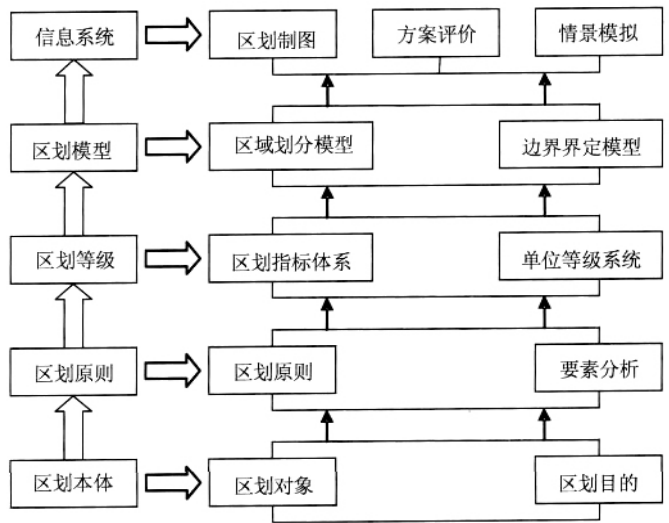 信息系统
区划制图
方案评价
情景模拟
区划模型
区域划分模型
边界界定模型
区划等级
区划指标体系
单位等级系统
区划原则
区划原则
要素分析
区划本体
区划对象
区划目的